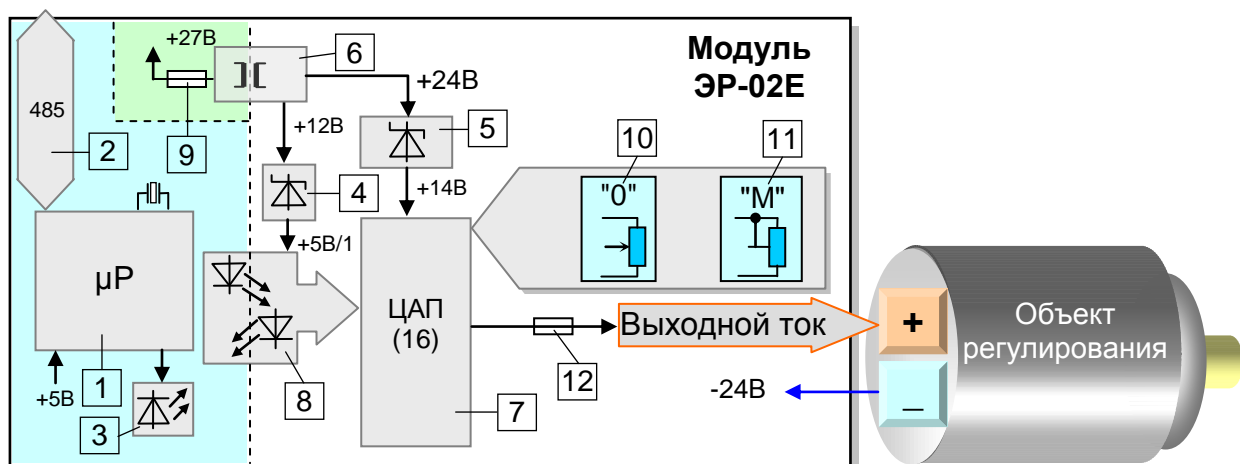 Модуль
ЭР-02Е
+27В
6
+24В
485
2
9
+12В
5
10
11
4
+14В
"0"
"М"
+5В/1
µP
ЦАП
(16)
Выходной ток
+
Объект
регулирования
12
-24В
–
+5В
1
8
7
3